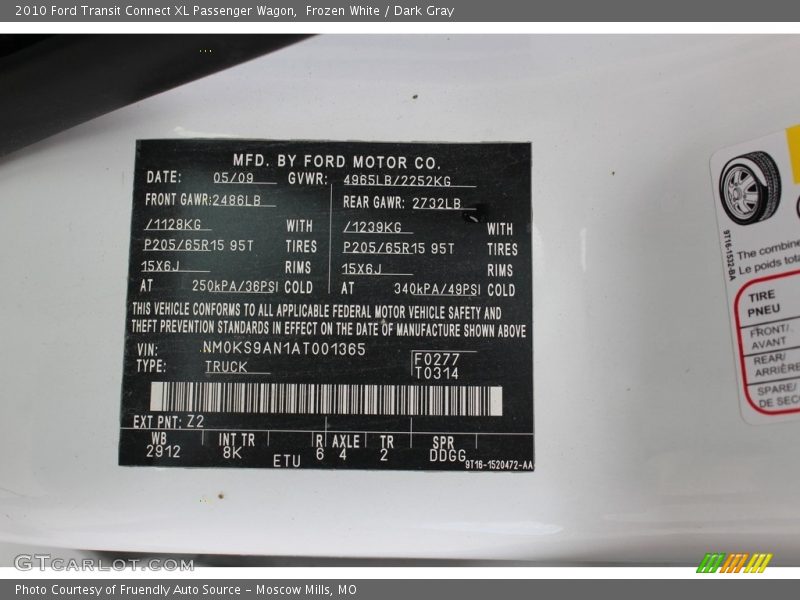 2010 Ford Transit Connect XL Passenger Wagon, Frozen White / Dark Gray
MFD. BY FORD MOTOR CO.
DATE: 05/09 GVWR: 4965LB/2252KG
FRONT GAWR: 2486LB REAR GAWR: 2732LB
/1128KG WITH /1239KG WITH
P205/65R15 95T TIRES P205/65R15 95T TIRES
15X6J RIMS 15X6J RIMS
AT 250kPA/36PSI COLD AT 340kPA/49PSI COLD
THIS VEHICLE CONFORMS TO ALL APPLICABLE FEDERAL MOTOR VEHICLE SAFETY AND
THEFT PREVENTION STANDARDS IN EFFECT ON THE DATE OF MANUFACTURE SHOWN ABOVE
VIN: NM0KS9AN1AT001365
TYPE: TRUCK
F0277
T0314
EXT PNT: Z2
WB INT TR R AXLE TR SPR
2912 8K 6 4 2 DDGG
ETU
9T16-1520472-AA
9T16-1532-BA
The combine
Le poids tota
TIRE
PNEU
FRONT/
AVANT
REAR/
ARRIÈRE
SPARE/
DE SECO
GTCARLOT.COM
Photo Courtesy of Fruendly Auto Source - Moscow Mills, MO